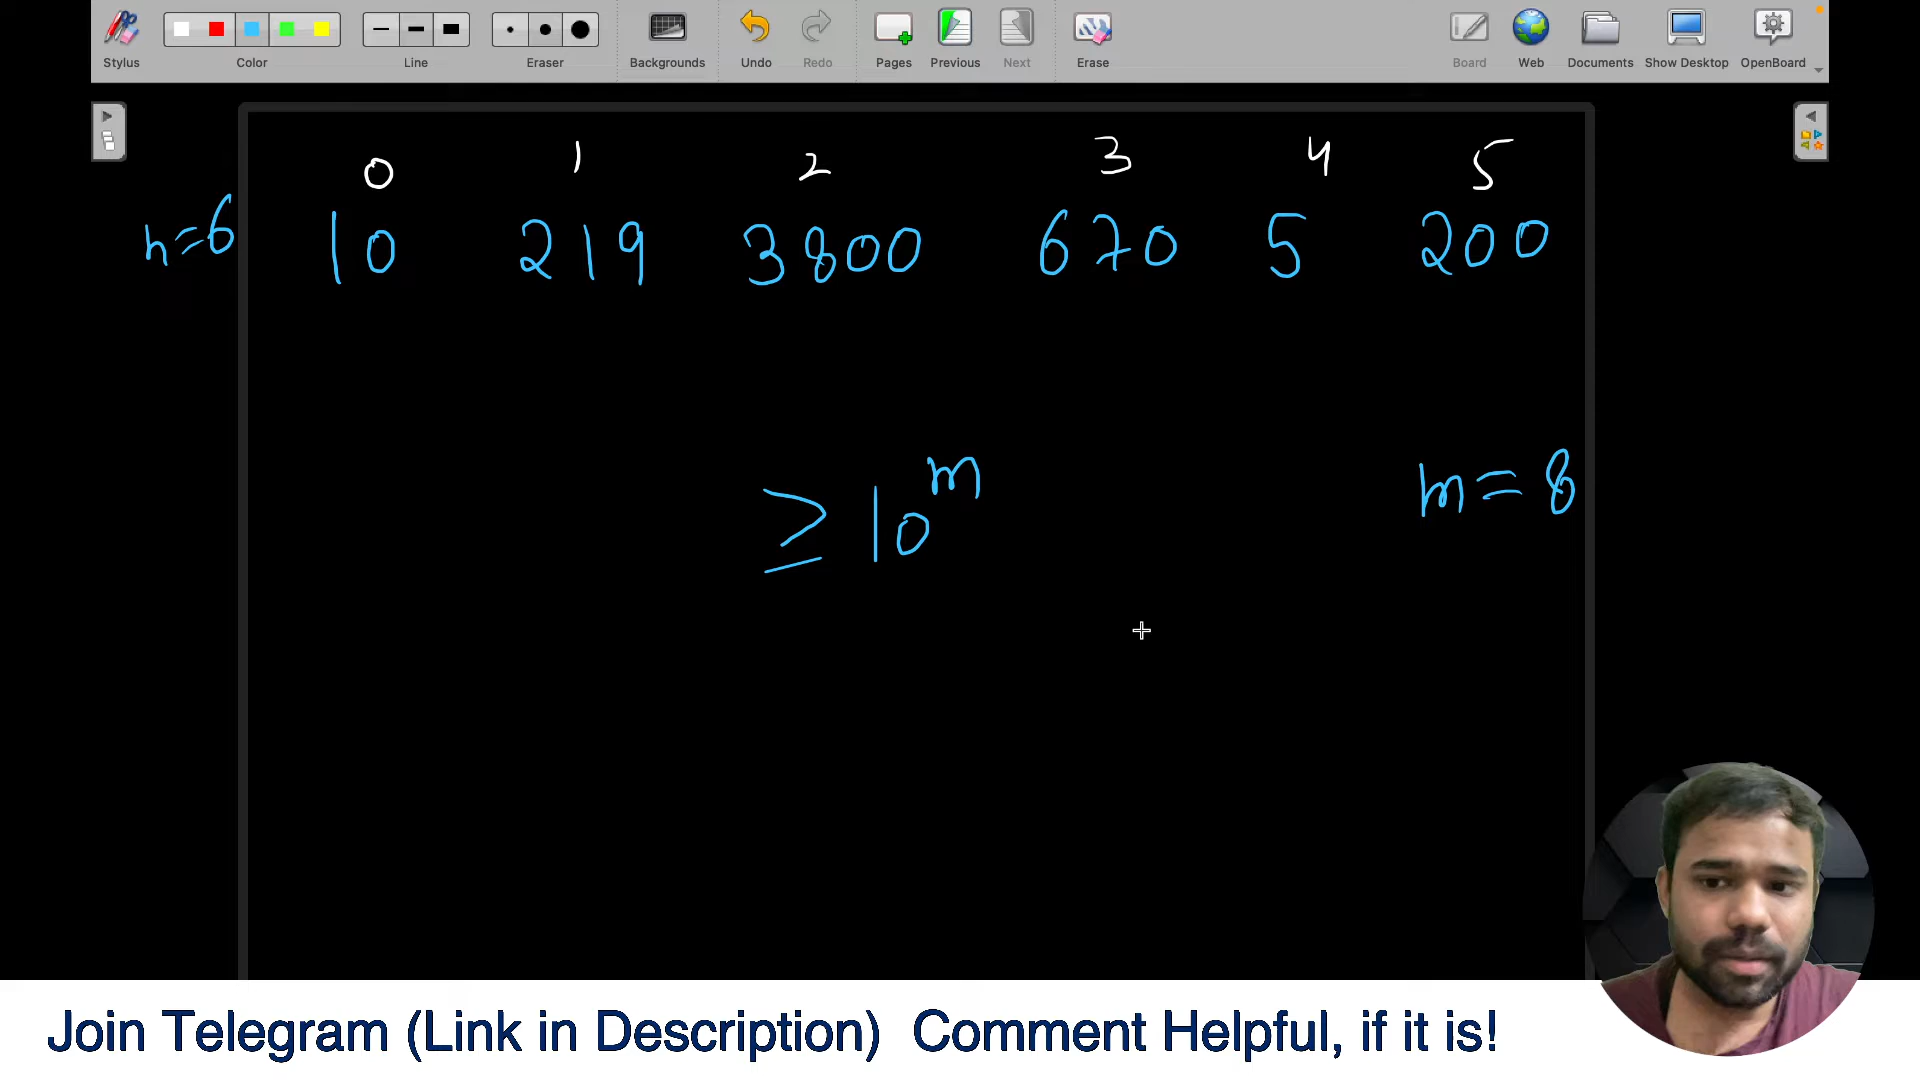 Stylus Color Line Eraser Backgrounds Undo Redo Pages Previous Next Erase Board Web Documents Show Desktop OpenBoard
0 1 2 3 4 5
n=6 10 219 3800 670 5 200
≥ 10^m m=8
Join Telegram (Link in Description) Comment Helpful, if it is!